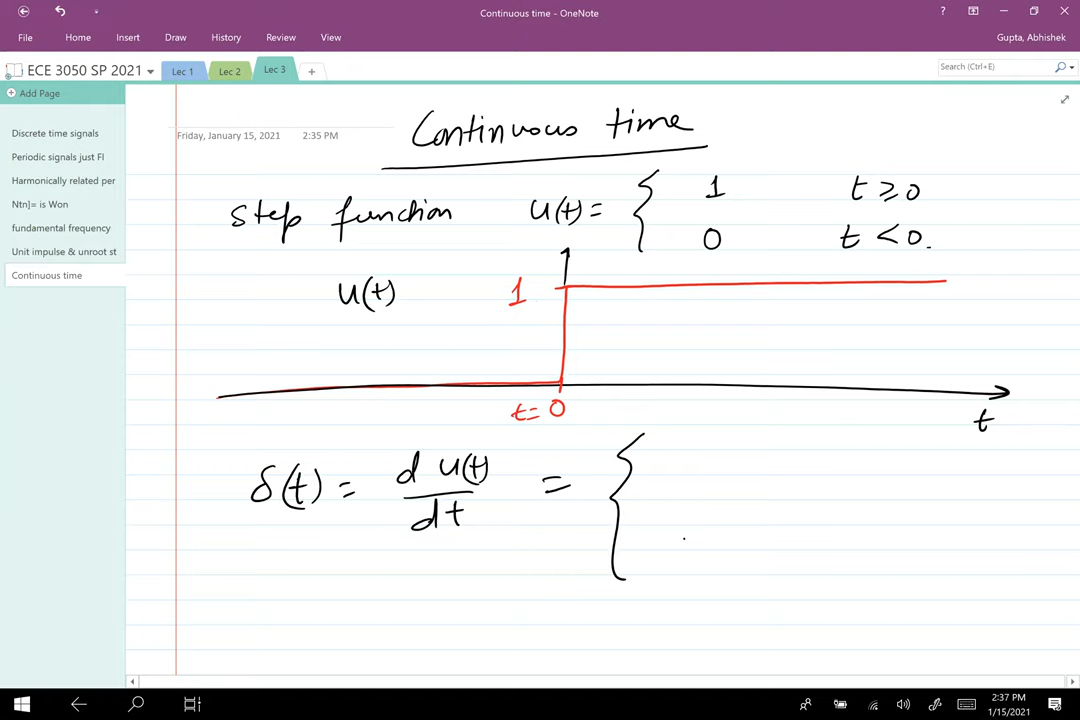 Continuous time - OneNote
?
File Home Insert Draw History Review View
Gupta, Abhishek
ECE 3050 SP 2021 Lec 1 Lec 2 Lec 3 +
Search (Ctrl+E)
Add Page
Discrete time signals
Periodic signals just FI
Harmonically related per
Ntn]= is Won
fundamental frequency
Unit impulse & unroot st
Continuous time
Friday, January 15, 2021 2:35 PM
Continuous time
step function u(t) = { 1 t ≥ 0
0 t < 0.
u(t) 1
t = 0
t
δ(t) = d u(t) / dt = {
2:37 PM
1/15/2021